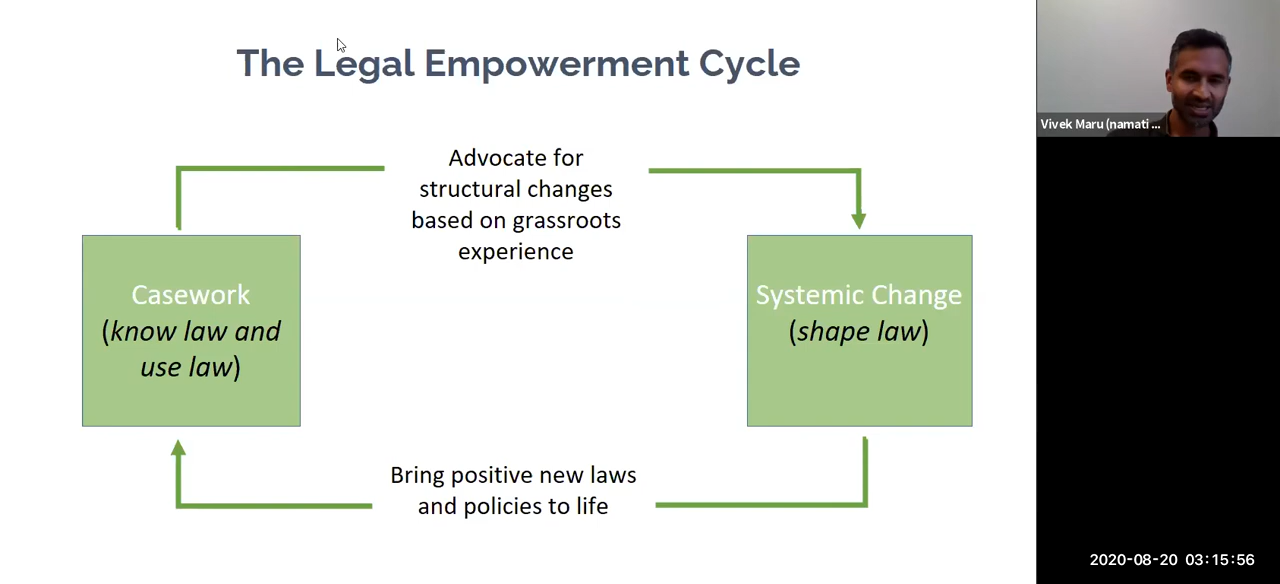 The Legal Empowerment Cycle
Vivek Maru (namati ...
Advocate for
structural changes
based on grassroots
experience
Casework
(know law and
use law)
Systemic Change
(shape law)
Bring positive new laws
and policies to life
2020-08-20 03:15:56